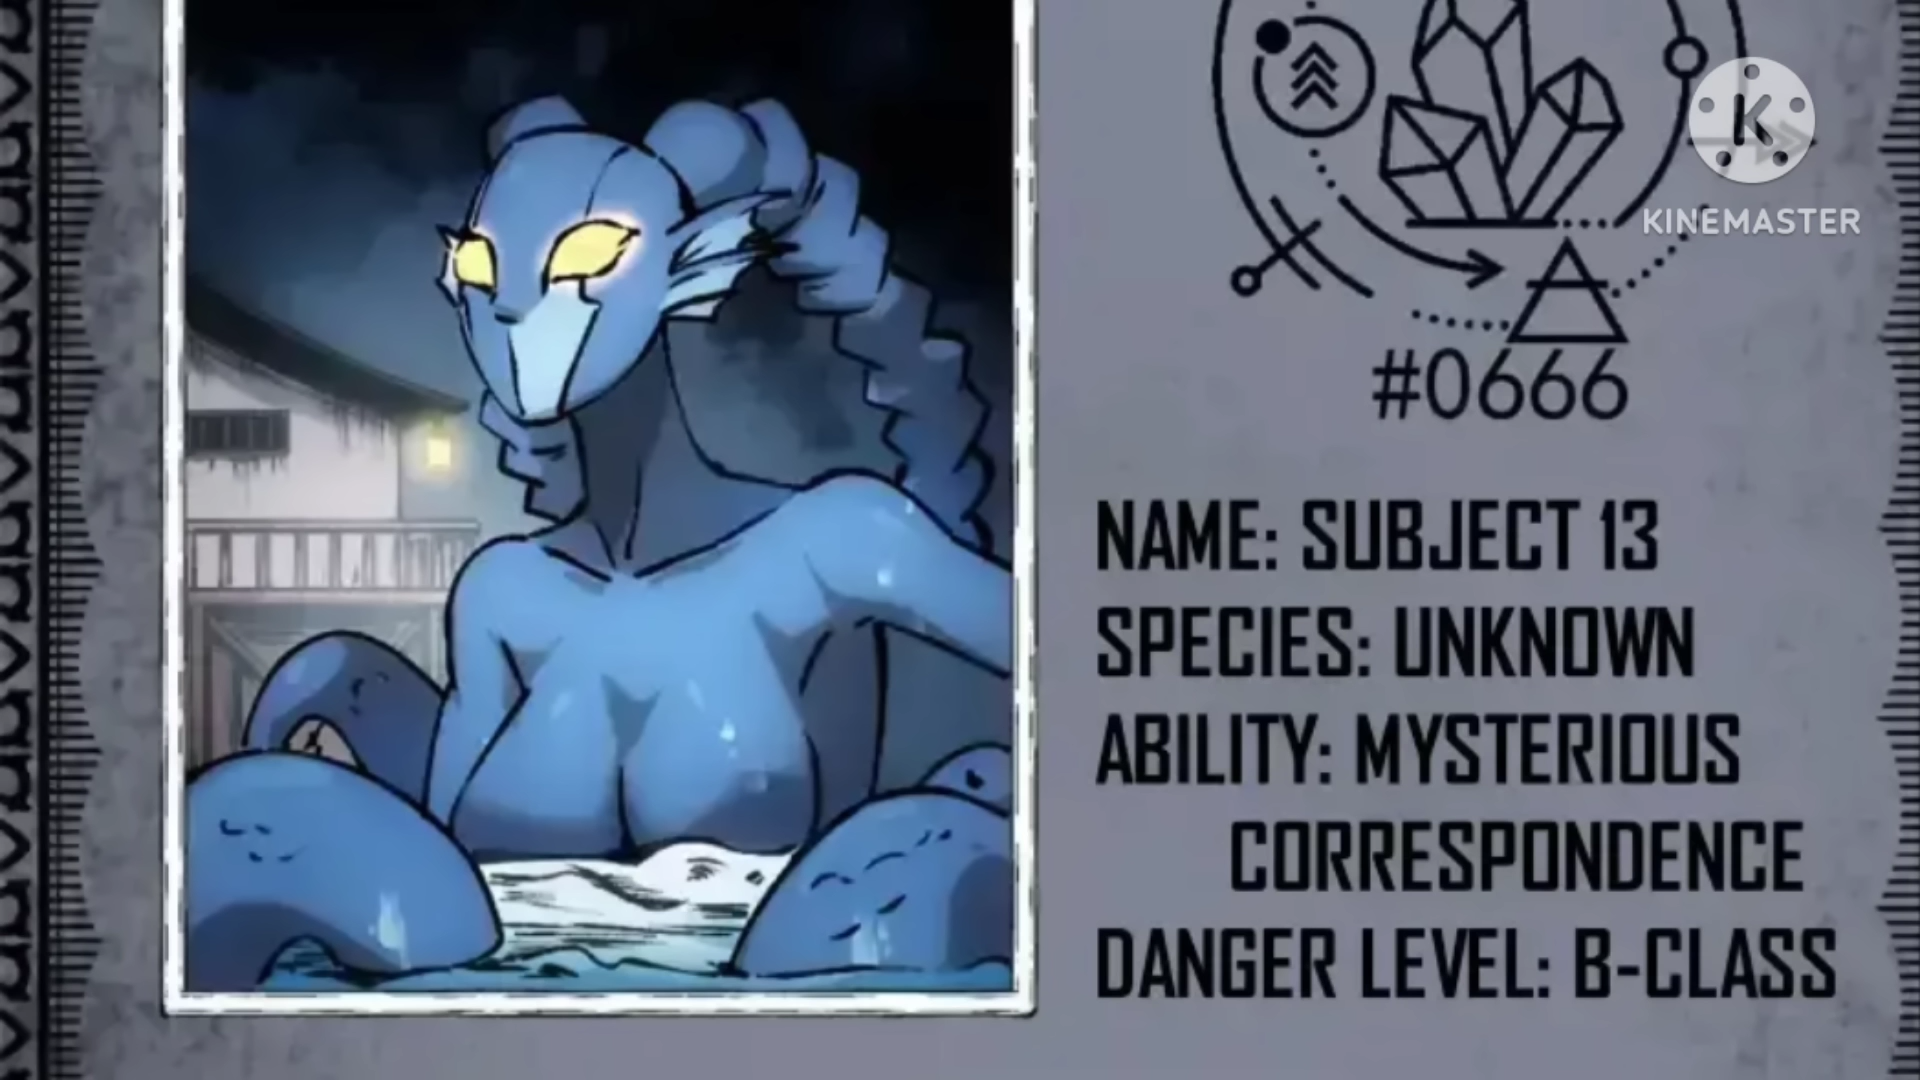 K
KINEMASTER
#0666
NAME: SUBJECT 13
SPECIES: UNKNOWN
ABILITY: MYSTERIOUS
CORRESPONDENCE
DANGER LEVEL: B-CLASS